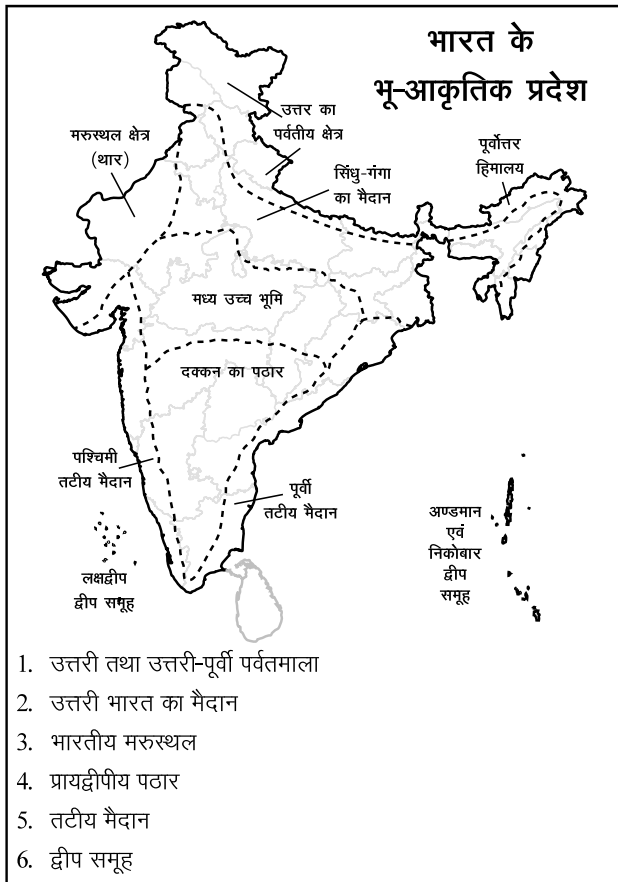 भारत के
भू-आकृतिक प्रदेश
उत्तर का
पर्वतीय क्षेत्र
मरुस्थल क्षेत्र
(थार)
पूर्वोत्तर
हिमालय
सिंधु-गंगा
का मैदान
मध्य उच्च भूमि
दक्कन का पठार
पश्चिमी
तटीय मैदान
पूर्वी
तटीय मैदान
अण्डमान
एवं
निकोबार
द्वीप
समूह
लक्षद्वीप
द्वीप समूह
1. उत्तरी तथा उत्तरी-पूर्वी पर्वतमाला
2. उत्तरी भारत का मैदान
3. भारतीय मरुस्थल
4. प्रायद्वीपीय पठार
5. तटीय मैदान
6. द्वीप समूह